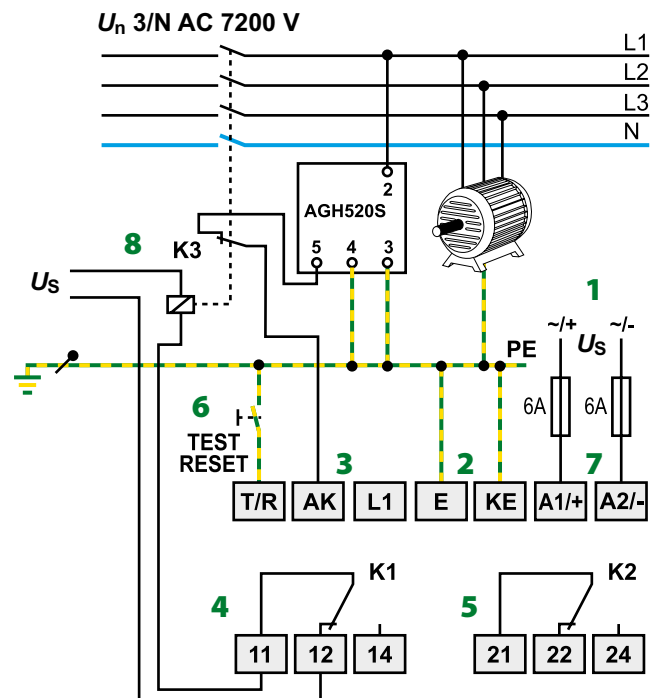 Un 3/N AC 7200 V
L1
L2
L3
N
2
AGH520S
5 4 3
8
K3
US
1
~/+ ~/-
US
PE
6A 6A
6
TEST
RESET
3 2 7
T/R AK L1 E KE A1/+ A2/-
K1 K2
4 5
11 12 14 21 22 24